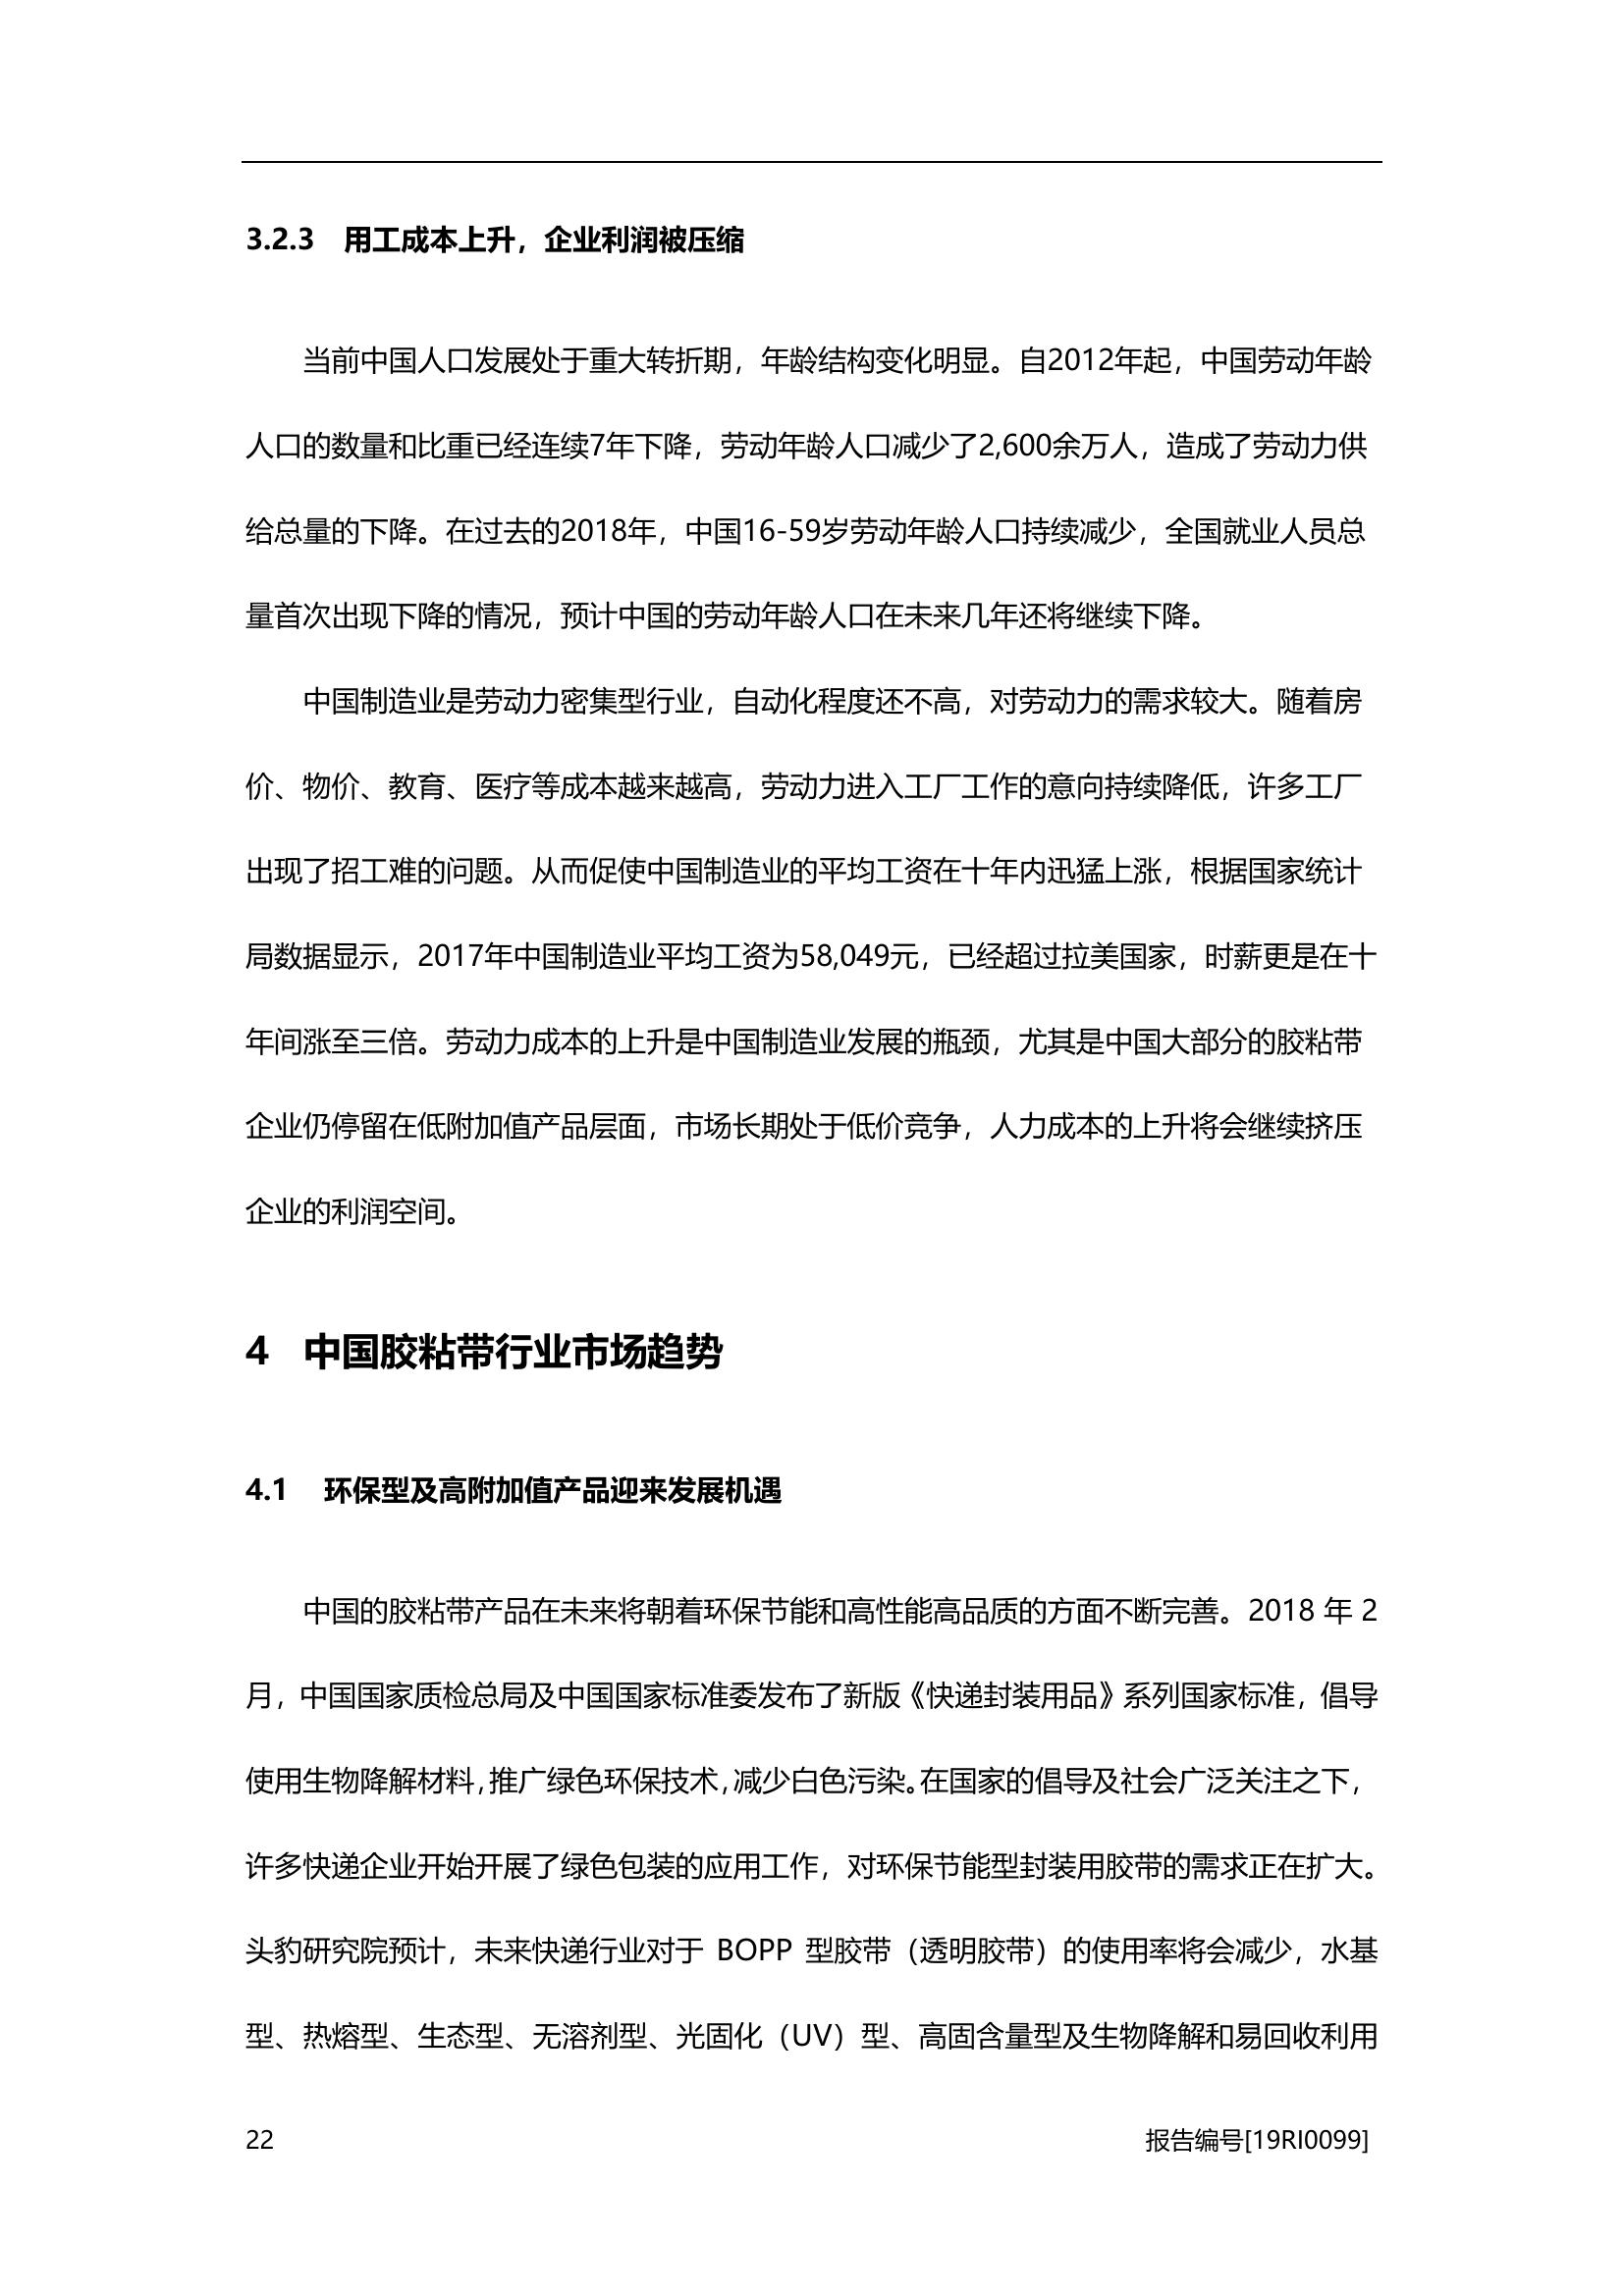 3.2.3 用工成本上升，企业利润被压缩
当前中国人口发展处于重大转折期，年龄结构变化明显。自2012年起，中国劳动年龄
人口的数量和比重已经连续7年下降，劳动年龄人口减少了2,600余万人，造成了劳动力供
给总量的下降。在过去的2018年，中国16-59岁劳动年龄人口持续减少，全国就业人员总
量首次出现下降的情况，预计中国的劳动年龄人口在未来几年还将继续下降。
中国制造业是劳动力密集型行业，自动化程度还不高，对劳动力的需求较大。随着房
价、物价、教育、医疗等成本越来越高，劳动力进入工厂工作的意向持续降低，许多工厂
出现了招工难的问题。从而促使中国制造业的平均工资在十年内迅猛上涨，根据国家统计
局数据显示，2017年中国制造业平均工资为58,049元，已经超过拉美国家，时薪更是在十
年间涨至三倍。劳动力成本的上升是中国制造业发展的瓶颈，尤其是中国大部分的胶粘带
企业仍停留在低附加值产品层面，市场长期处于低价竞争，人力成本的上升将会继续挤压
企业的利润空间。
4 中国胶粘带行业市场趋势
4.1 环保型及高附加值产品迎来发展机遇
中国的胶粘带产品在未来将朝着环保节能和高性能高品质的方面不断完善。2018 年 2
月，中国国家质检总局及中国国家标准委发布了新版《快递封装用品》系列国家标准，倡导
使用生物降解材料，推广绿色环保技术，减少白色污染。在国家的倡导及社会广泛关注之下，
许多快递企业开始开展了绿色包装的应用工作，对环保节能型封装用胶带的需求正在扩大。
头豹研究院预计，未来快递行业对于 BOPP 型胶带（透明胶带）的使用率将会减少，水基
型、热熔型、生态型、无溶剂型、光固化（UV）型、高固含量型及生物降解和易回收利用
22 报告编号[19RI0099]